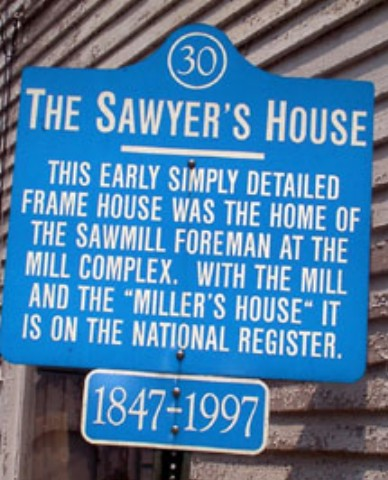 30
THE SAWYER'S HOUSE
THIS EARLY SIMPLY DETAILED
FRAME HOUSE WAS THE HOME OF
THE SAWMILL FOREMAN AT THE
MILL COMPLEX. WITH THE MILL
AND THE "MILLER'S HOUSE" IT
IS ON THE NATIONAL REGISTER.
1847-1997